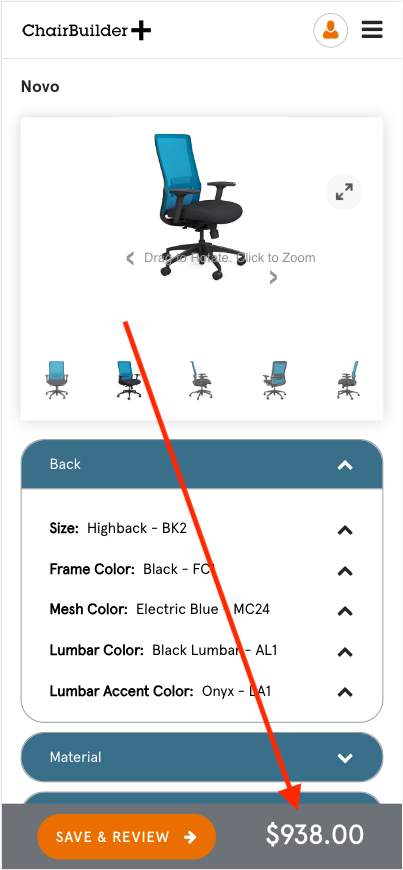 ChairBuilder+
Novo
Drag to Rotate. Click to Zoom
Back
Size: Highback - BK2
Frame Color: Black - FC1
Mesh Color: Electric Blue - MC24
Lumbar Color: Black Lumbar - AL1
Lumbar Accent Color: Onyx - LA1
Material
SAVE & REVIEW
$938.00